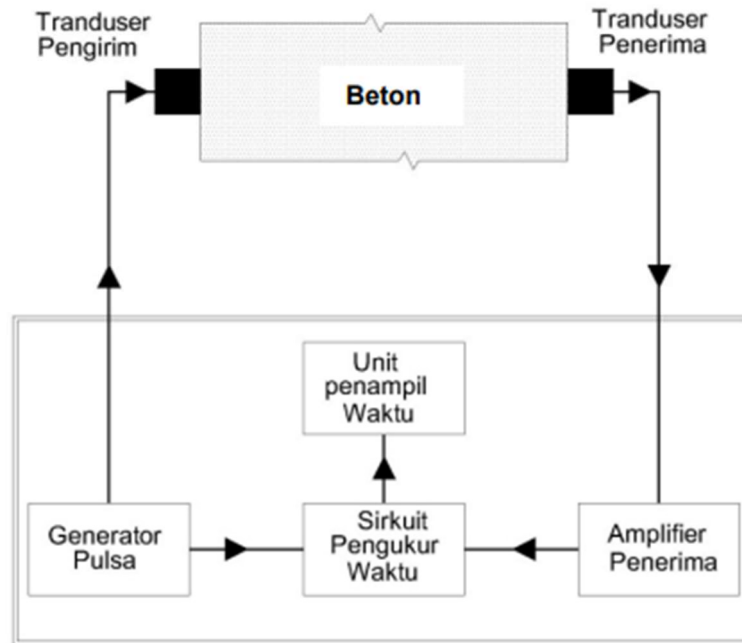 Tranduser
Pengirim
Tranduser
Penerima
Beton
Unit
penampil
Waktu
Generator
Pulsa
Sirkuit
Pengukur
Waktu
Amplifier
Penerima